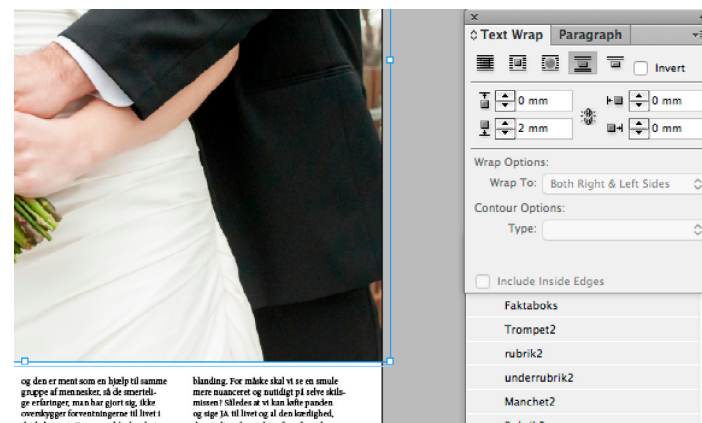 Text Wrap Paragraph
Invert
0 mm 0 mm
2 mm 0 mm
Wrap Options:
Wrap To: Both Right & Left Sides
Contour Options:
Type:
Include Inside Edges
Faktaboks
Trompet2
rubrik2
underrubrik2
Manchet2
og den er ment som en hjælp til samme
gruppe af mennesker, så de smerteli-
ge erfaringer, man har gjort sig, ikke
overskygger forventningerne til livet i
blanding. For måske skal vi se en smule
mere nuanceret og nutidigt på selve skils-
missen? Således at vi kan løfte panden
og sige JA til livet og al den kærlighed,